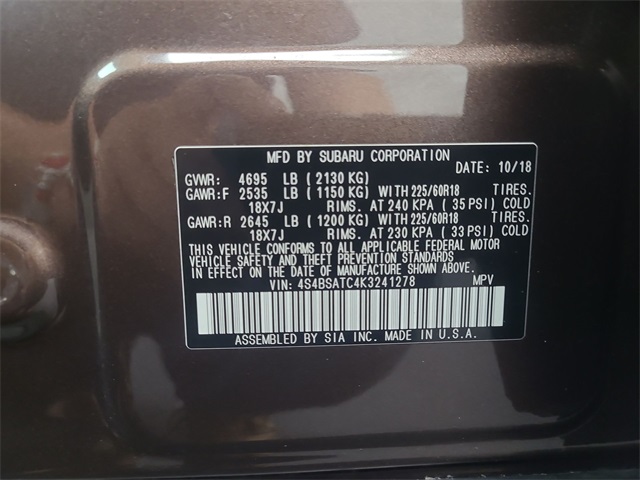 MFD BY SUBARU CORPORATION
DATE: 10/18
GVWR: 4695 LB ( 2130 KG)
GAWR:F 2535 LB ( 1150 KG) WITH 225/60R18 TIRES.
18X7J RIMS. AT 240 KPA ( 35 PSI) COLD
GAWR:R 2645 LB ( 1200 KG) WITH 225/60R18 TIRES.
18X7J RIMS. AT 230 KPA ( 33 PSI) COLD
THIS VEHICLE CONFORMS TO ALL APPLICABLE FEDERAL MOTOR
VEHICLE SAFETY AND THEFT PREVENTION STANDARDS
IN EFFECT ON THE DATE OF MANUFACTURE SHOWN ABOVE.
VIN: 4S4BSATC4K3241278 MPV
ASSEMBLED BY SIA INC. MADE IN U.S.A.